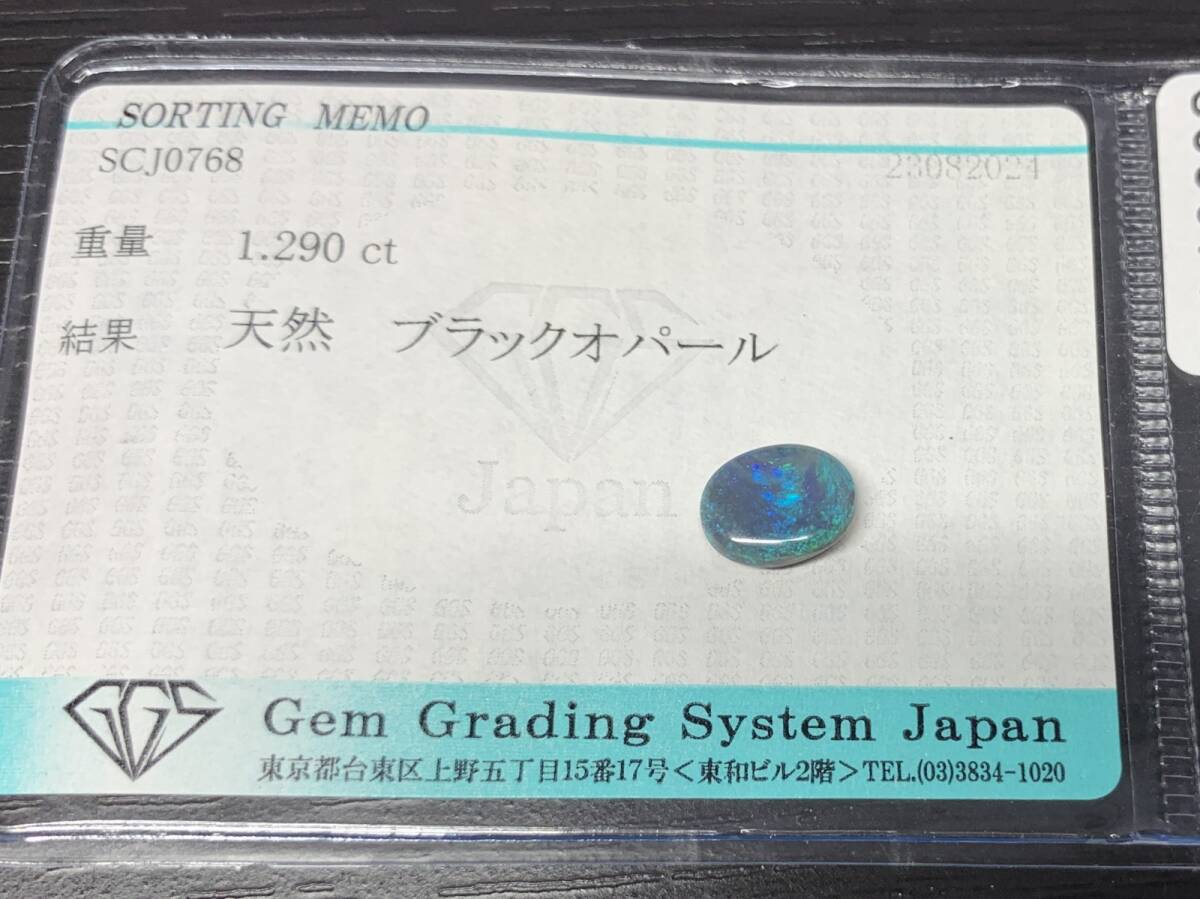 SORTING MEMO
SCJ0768 23082024
重量 1.290 ct
結果 天然 ブラックオパール
Japan
GGS Gem Grading System Japan
東京都台東区上野五丁目15番17号<東和ビル2階>TEL.(03)3834-1020